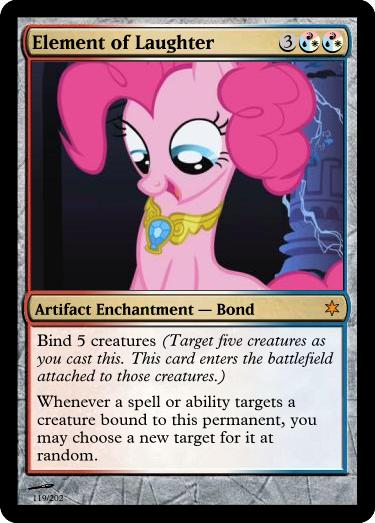 Element of Laughter 3
Artifact Enchantment — Bond
Bind 5 creatures (Target five creatures as
you cast this. This card enters the battlefield
attached to those creatures.)
Whenever a spell or ability targets a
creature bound to this permanent, you
may choose a new target for it at
random.
119/202